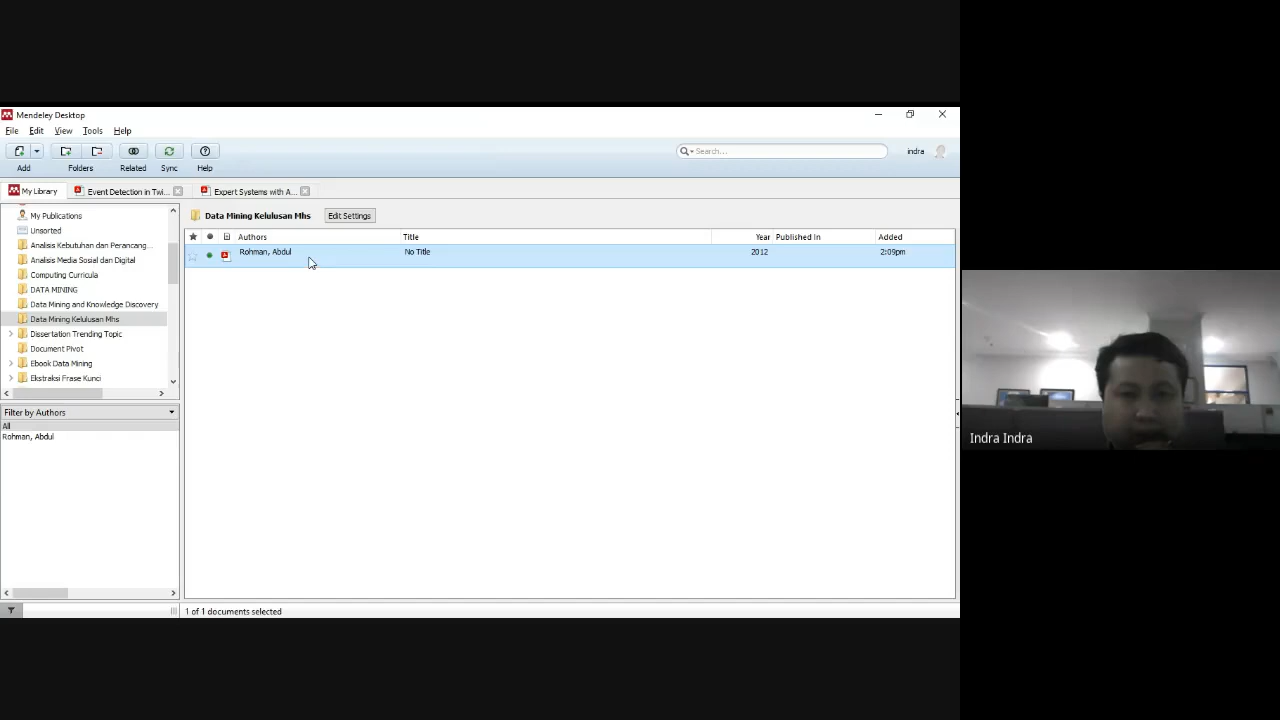 Mendeley Desktop
File Edit View Tools Help
Search...
indra
Add Folders Related Sync Help
My Library Event Detection in Twi... Expert Systems with A...
My Publications
Unsorted
Analisis Kebutuhan dan Perancang...
Analisis Media Sosial dan Digital
Computing Curricula
DATA MINING
Data Mining and Knowledge Discovery
Data Mining Kelulusan Mhs
Dissertation Trending Topic
Document Pivot
Ebook Data Mining
Ekstraksi Frase Kunci
Filter by Authors
All
Rohman, Abdul
Data Mining Kelulusan Mhs Edit Settings
Authors Title Year Published In Added
Rohman, Abdul No Title 2012 2:09pm
1 of 1 documents selected
Indra Indra